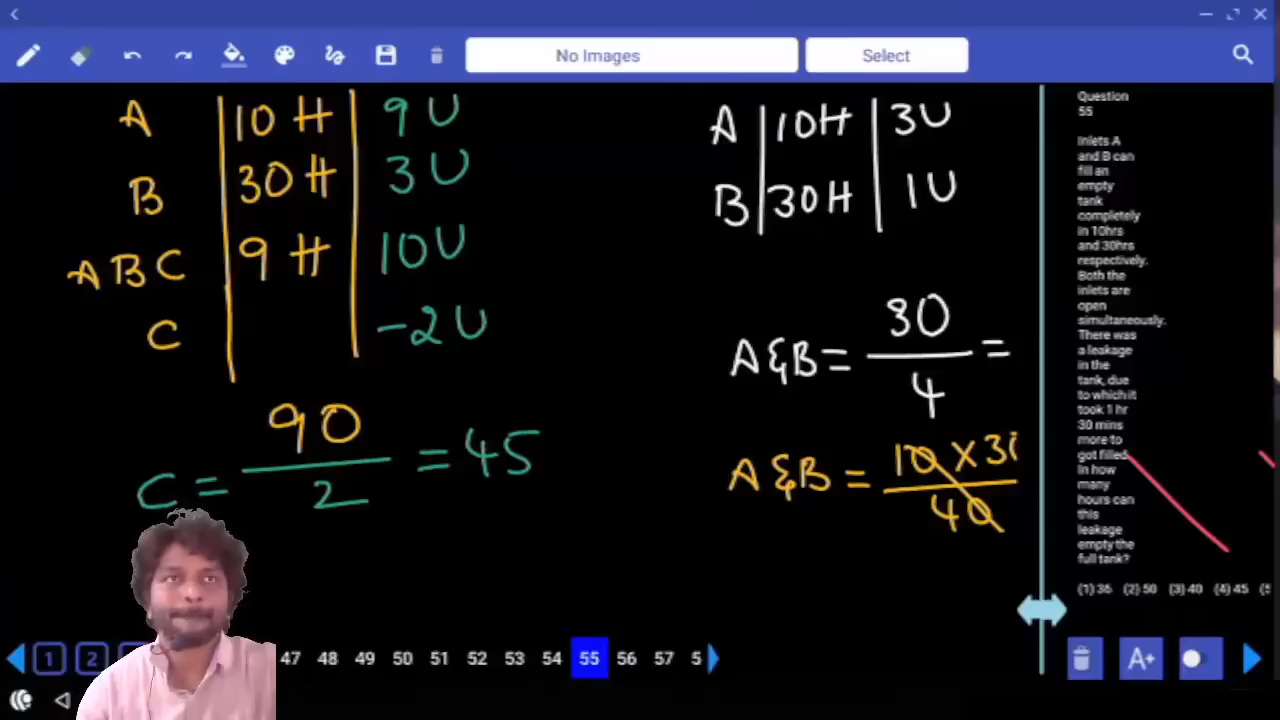 No Images
Select
A 10 H 9 U
B 30 H 3 U
A B C 9 H 10 U
C -2 U
C = 90 / 2 = 45
A 10H 3U
B 30H 1U
A & B = 30 / 4 =
A & B = 10 X 30 / 40
Question
55
Inlets A
and B can
fill an
empty
tank
completely
in 10hrs
and 30hrs
respectively.
Both the
inlets are
open
simultaneously.
There was
a leakage
in the
tank, due
to which it
took 1 hr
30 mins
more to
got filled.
In how
many
hours can
this
leakage
empty the
full tank?
(1) 36 (2) 50 (3) 40 (4) 45 (5
1 2 47 48 49 50 51 52 53 54 55 56 57 5
A+